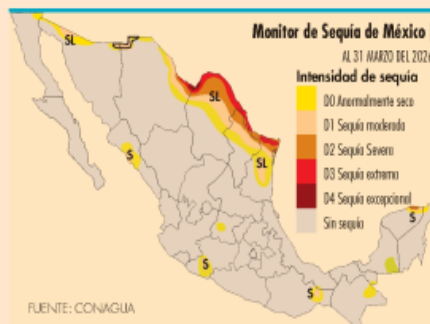 Monitor de Sequía de México
AL 31 MARZO DEL 2026
Intensidad de sequía
D0 Anormalmente seco
D1 Sequía moderada
D2 Sequía Severa
D3 Sequía extrema
D4 Sequía excepcional
Sin sequía
SL
SL
SL
S
S
S
S
FUENTE: CONAGUA